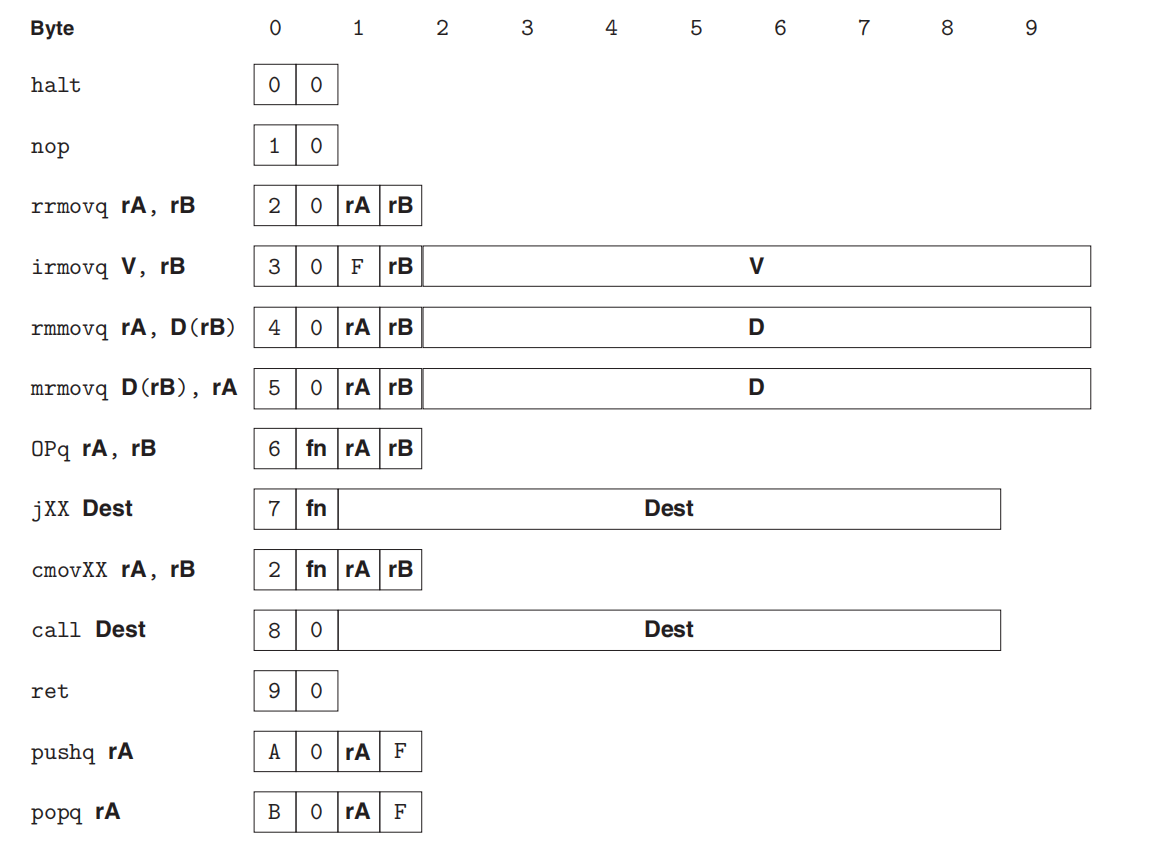 Byte 0 1 2 3 4 5 6 7 8 9
halt 0 0
nop 1 0
rrmovq rA, rB 2 0 rA rB
irmovq V, rB 3 0 F rB V
rmmovq rA, D(rB) 4 0 rA rB D
mrmovq D(rB), rA 5 0 rA rB D
OPq rA, rB 6 fn rA rB
jXX Dest 7 fn Dest
cmovXX rA, rB 2 fn rA rB
call Dest 8 0 Dest
ret 9 0
pushq rA A 0 rA F
popq rA B 0 rA F